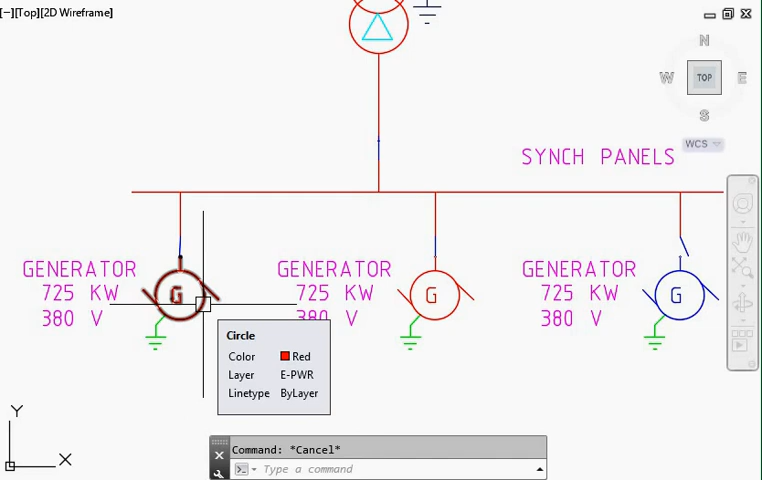 [−][Top][2D Wireframe]
N
W TOP E
S
WCS
SYNCH PANELS
GENERATOR
725 KW
380 V
G
GENERATOR
725 KW
380 V
G
GENERATOR
725 KW
380 V
G
Circle
Color Red
Layer E-PWR
Linetype ByLayer
Y
X
Command: *Cancel*
Type a command